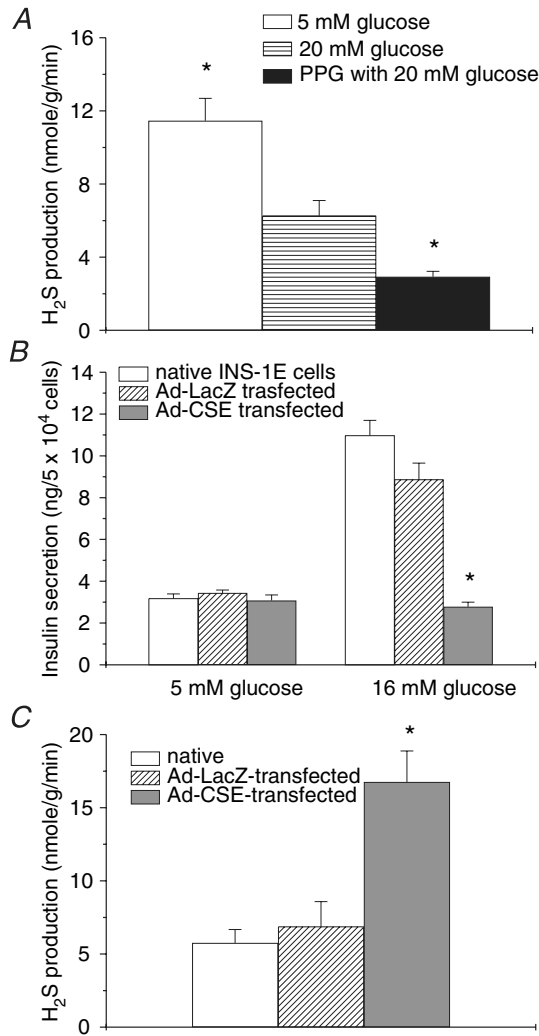 A
5 mM glucose
20 mM glucose
PPG with 20 mM glucose
H2S production (nmole/g/min)
16
12
8
4
0
*
*
B
native INS-1E cells
Ad-LacZ trasfected
Ad-CSE transfected
Insulin secretion (ng/5 x 10⁴ cells)
14
12
10
8
6
4
2
0
*
5 mM glucose
16 mM glucose
C
native
Ad-LacZ-transfected
Ad-CSE-transfected
H2S production (nmole/g/min)
20
15
10
5
0
*